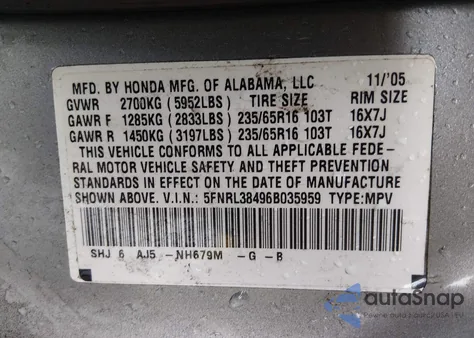 MFD. BY HONDA MFG. OF ALABAMA, LLC 11/'05
GVWR 2700KG (5952LBS) TIRE SIZE RIM SIZE
GAWR F 1285KG (2833LBS) 235/65R16 103T 16X7J
GAWR R 1450KG (3197LBS) 235/65R16 103T 16X7J
THIS VEHICLE CONFORMS TO ALL APPLICABLE FEDE-
RAL MOTOR VEHICLE SAFETY AND THEFT PREVENTION
STANDARDS IN EFFECT ON THE DATE OF MANUFACTURE
SHOWN ABOVE. V.I.N.: 5FNRL38496B035959 TYPE:MPV
SHJ 6 AJ5 -NH679M -G -B
autoSnap